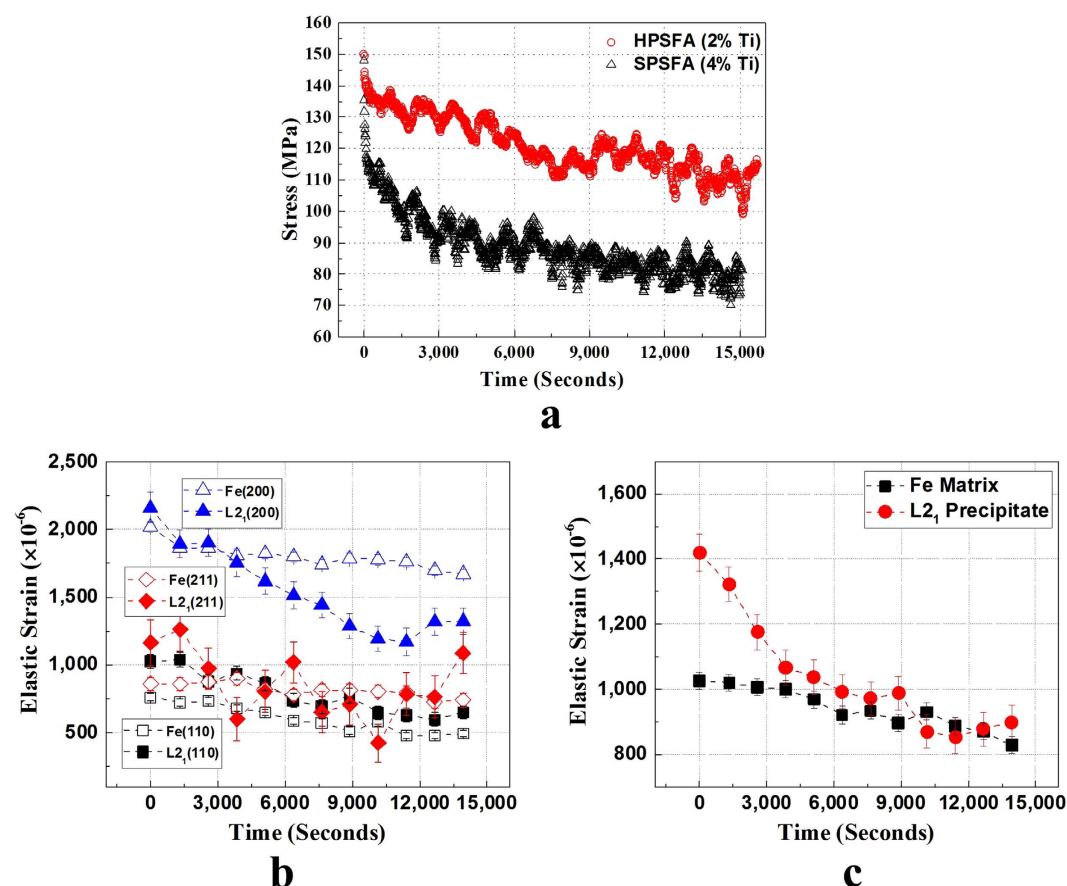 160
150
140
130
120
110
100
90
80
70
60
Stress (MPa)
HPSFA (2% Ti)
SPSFA (4% Ti)
0 3,000 6,000 9,000 12,000 15,000
Time (Seconds)
a
2,500
2,000
1,500
1,000
500
Elastic Strain (×10⁻⁶)
Fe(200)
L2₁(200)
Fe(211)
L2₁(211)
Fe(110)
L2₁(110)
0 3,000 6,000 9,000 12,000 15,000
Time (Seconds)
b
1,600
1,400
1,200
1,000
800
Elastic Strain (×10⁻⁶)
Fe Matrix
L2₁ Precipitate
0 3,000 6,000 9,000 12,000 15,000
Time (Seconds)
c